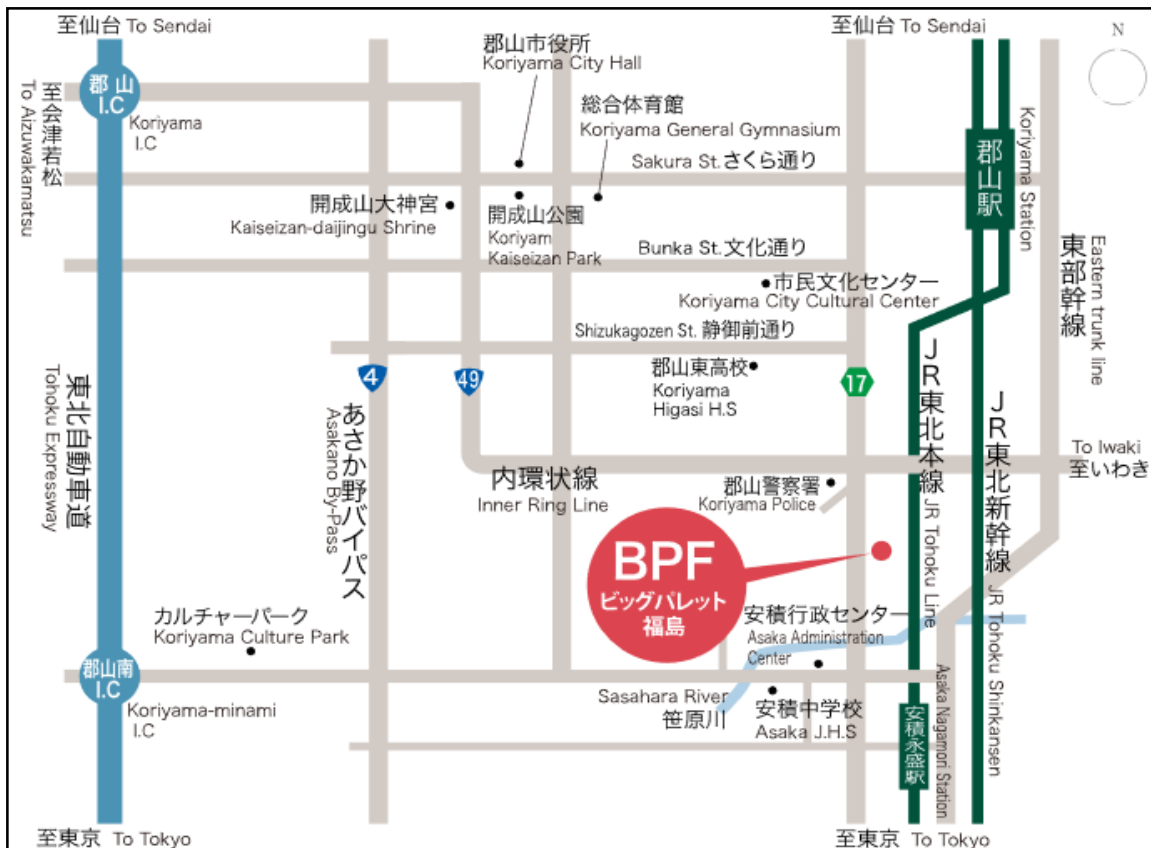 至仙台 To Sendai
至仙台 To Sendai
N
郡山市役所
Koriyama City Hall
郡山
I.C
Koriyama
I.C
至会津若松
To Aizuwakamatsu
総合体育館
Koriyama General Gymnasium
Sakura St. さくら通り
郡山駅
Koriyama Station
開成山大神宮
Kaiseizan-daijingu Shrine
開成山公園
Koriyam
Kaiseizan Park
Bunka St. 文化通り
東部幹線
Eastern trunk line
市民文化センター
Koriyama City Cultural Center
Shizukagozen St. 静御前通り
郡山東高校
Koriyama
Higasi H.S
4
49
17
東北自動車道
Tohoku Expressway
あさか野バイパス
Asakano By-Pass
内環状線
Inner Ring Line
JR東北本線
JR Tohoku Line
JR東北新幹線
JR Tohoku Shinkansen
To Iwaki
至いわき
郡山警察署
Koriyama Police
BPF
ビッグパレット
福島
カルチャーパーク
Koriyama Culture Park
安積行政センター
Asaka Administration
Center
郡山南
I.C
Koriyama-minami
I.C
Sasahara River
笹原川
安積中学校
Asaka J.H.S
安積永盛駅
Asaka Nagamori Station
至東京 To Tokyo
至東京 To Tokyo